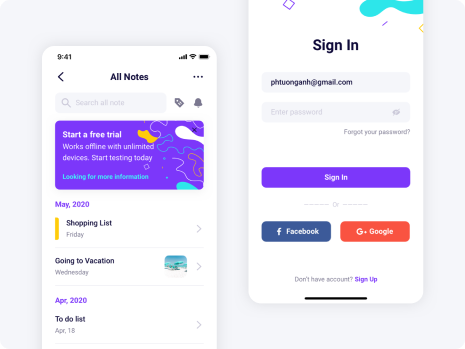 9:41
All Notes
Search all note
Start a free trial
Works offline with unlimited
devices. Start testing today
Looking for more information
May, 2020
Shopping List
Friday
Going to Vacation
Wednesday
Apr, 2020
To do list
Apr, 18
Sign In
phtuonganh@gmail.com
Enter password
Forgot your password?
Sign In
Or
Facebook
Google
Don't have account? Sign Up